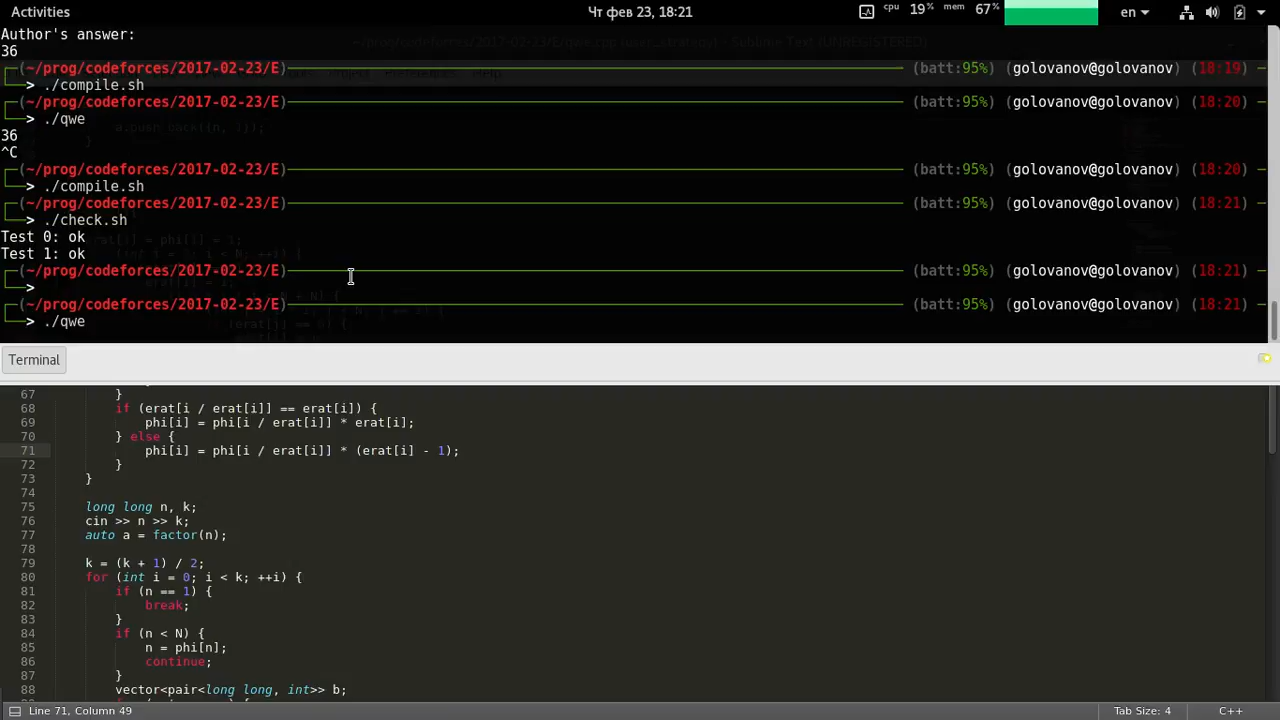 Activities
Чт фев 23, 18:21
cpu 19% mem 67%
en
Author's answer:
36
(~/prog/codeforces/2017-02-23/E) (batt:95%) (golovanov@golovanov) (18:19)
> ./compile.sh
(~/prog/codeforces/2017-02-23/E) (batt:95%) (golovanov@golovanov) (18:20)
> ./qwe
36
^C
(~/prog/codeforces/2017-02-23/E) (batt:95%) (golovanov@golovanov) (18:20)
> ./compile.sh
(~/prog/codeforces/2017-02-23/E) (batt:95%) (golovanov@golovanov) (18:21)
> ./check.sh
Test 0: ok
Test 1: ok
(~/prog/codeforces/2017-02-23/E) (batt:95%) (golovanov@golovanov) (18:21)
>
(~/prog/codeforces/2017-02-23/E) (batt:95%) (golovanov@golovanov) (18:21)
> ./qwe
Terminal
67 }
68 if (erat[i / erat[i]] == erat[i]) {
69 phi[i] = phi[i / erat[i]] * erat[i];
70 } else {
71 phi[i] = phi[i / erat[i]] * (erat[i] - 1);
72 }
73 }
74
75 long long n, k;
76 cin >> n >> k;
77 auto a = factor(n);
78
79 k = (k + 1) / 2;
80 for (int i = 0; i < k; ++i) {
81 if (n == 1) {
82 break;
83 }
84 if (n < N) {
85 n = phi[n];
86 continue;
87 }
88 vector<pair<long long, int>> b;
Line 71, Column 49
Tab Size: 4
C++